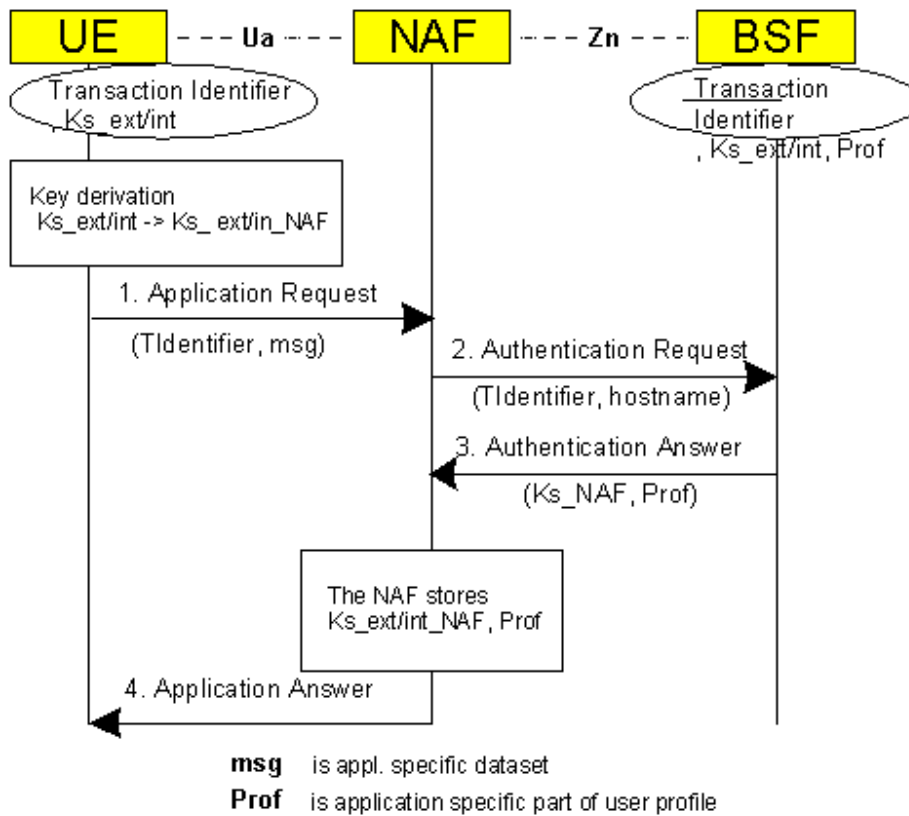 UE Ua NAF Zn BSF
Transaction Identifier
, Ks_ext/int
Transaction
Identifier
, Ks_ext/int, Prof
Key derivation
Ks_ext/int -> Ks_ ext/in_NAF
1. Application Request
(TIdentifier, msg)
2. Authentication Request
(TIdentifier, hostname)
3. Authentication Answer
(Ks_NAF, Prof)
The NAF stores
Ks_ext/int_NAF, Prof
4. Application Answer
msg is appl. specific dataset
Prof is application specific part of user profile